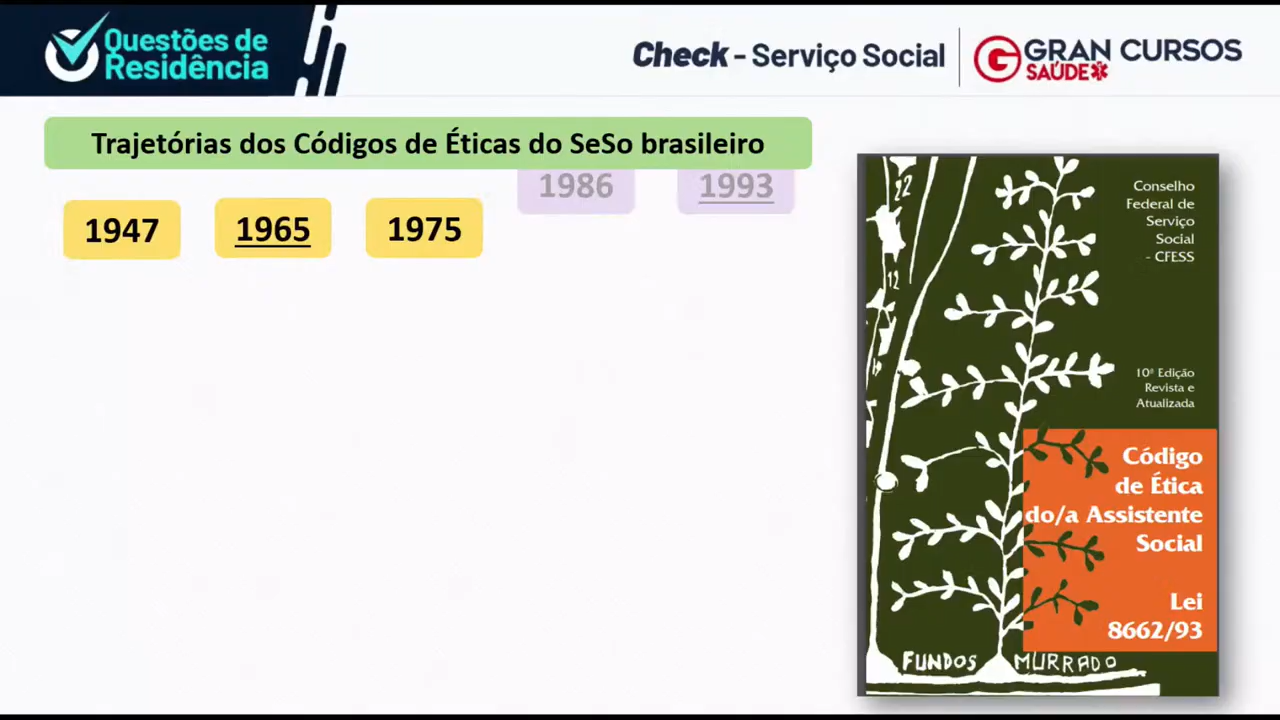 Questões de
Residência
Check - Serviço Social
GRAN CURSOS
SAÚDE
Trajetórias dos Códigos de Éticas do SeSo brasileiro
1986
1993
1947
1965
1975
Conselho
Federal de
Serviço
Social
- CFESS
22
12
10ª Edição
Revista e
Atualizada
Código
de Ética
do/a Assistente
Social
Lei
8662/93
FUNDOS MURRADO